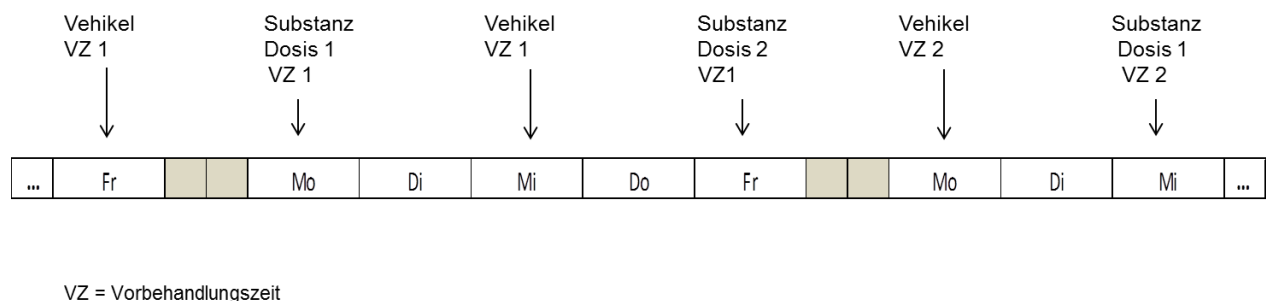 Vehikel
VZ 1
Substanz
Dosis 1
VZ 1
Vehikel
VZ 1
Substanz
Dosis 2
VZ1
Vehikel
VZ 2
Substanz
Dosis 1
VZ 2
... Fr Mo Di Mi Do Fr Mo Di Mi ...
VZ = Vorbehandlungszeit